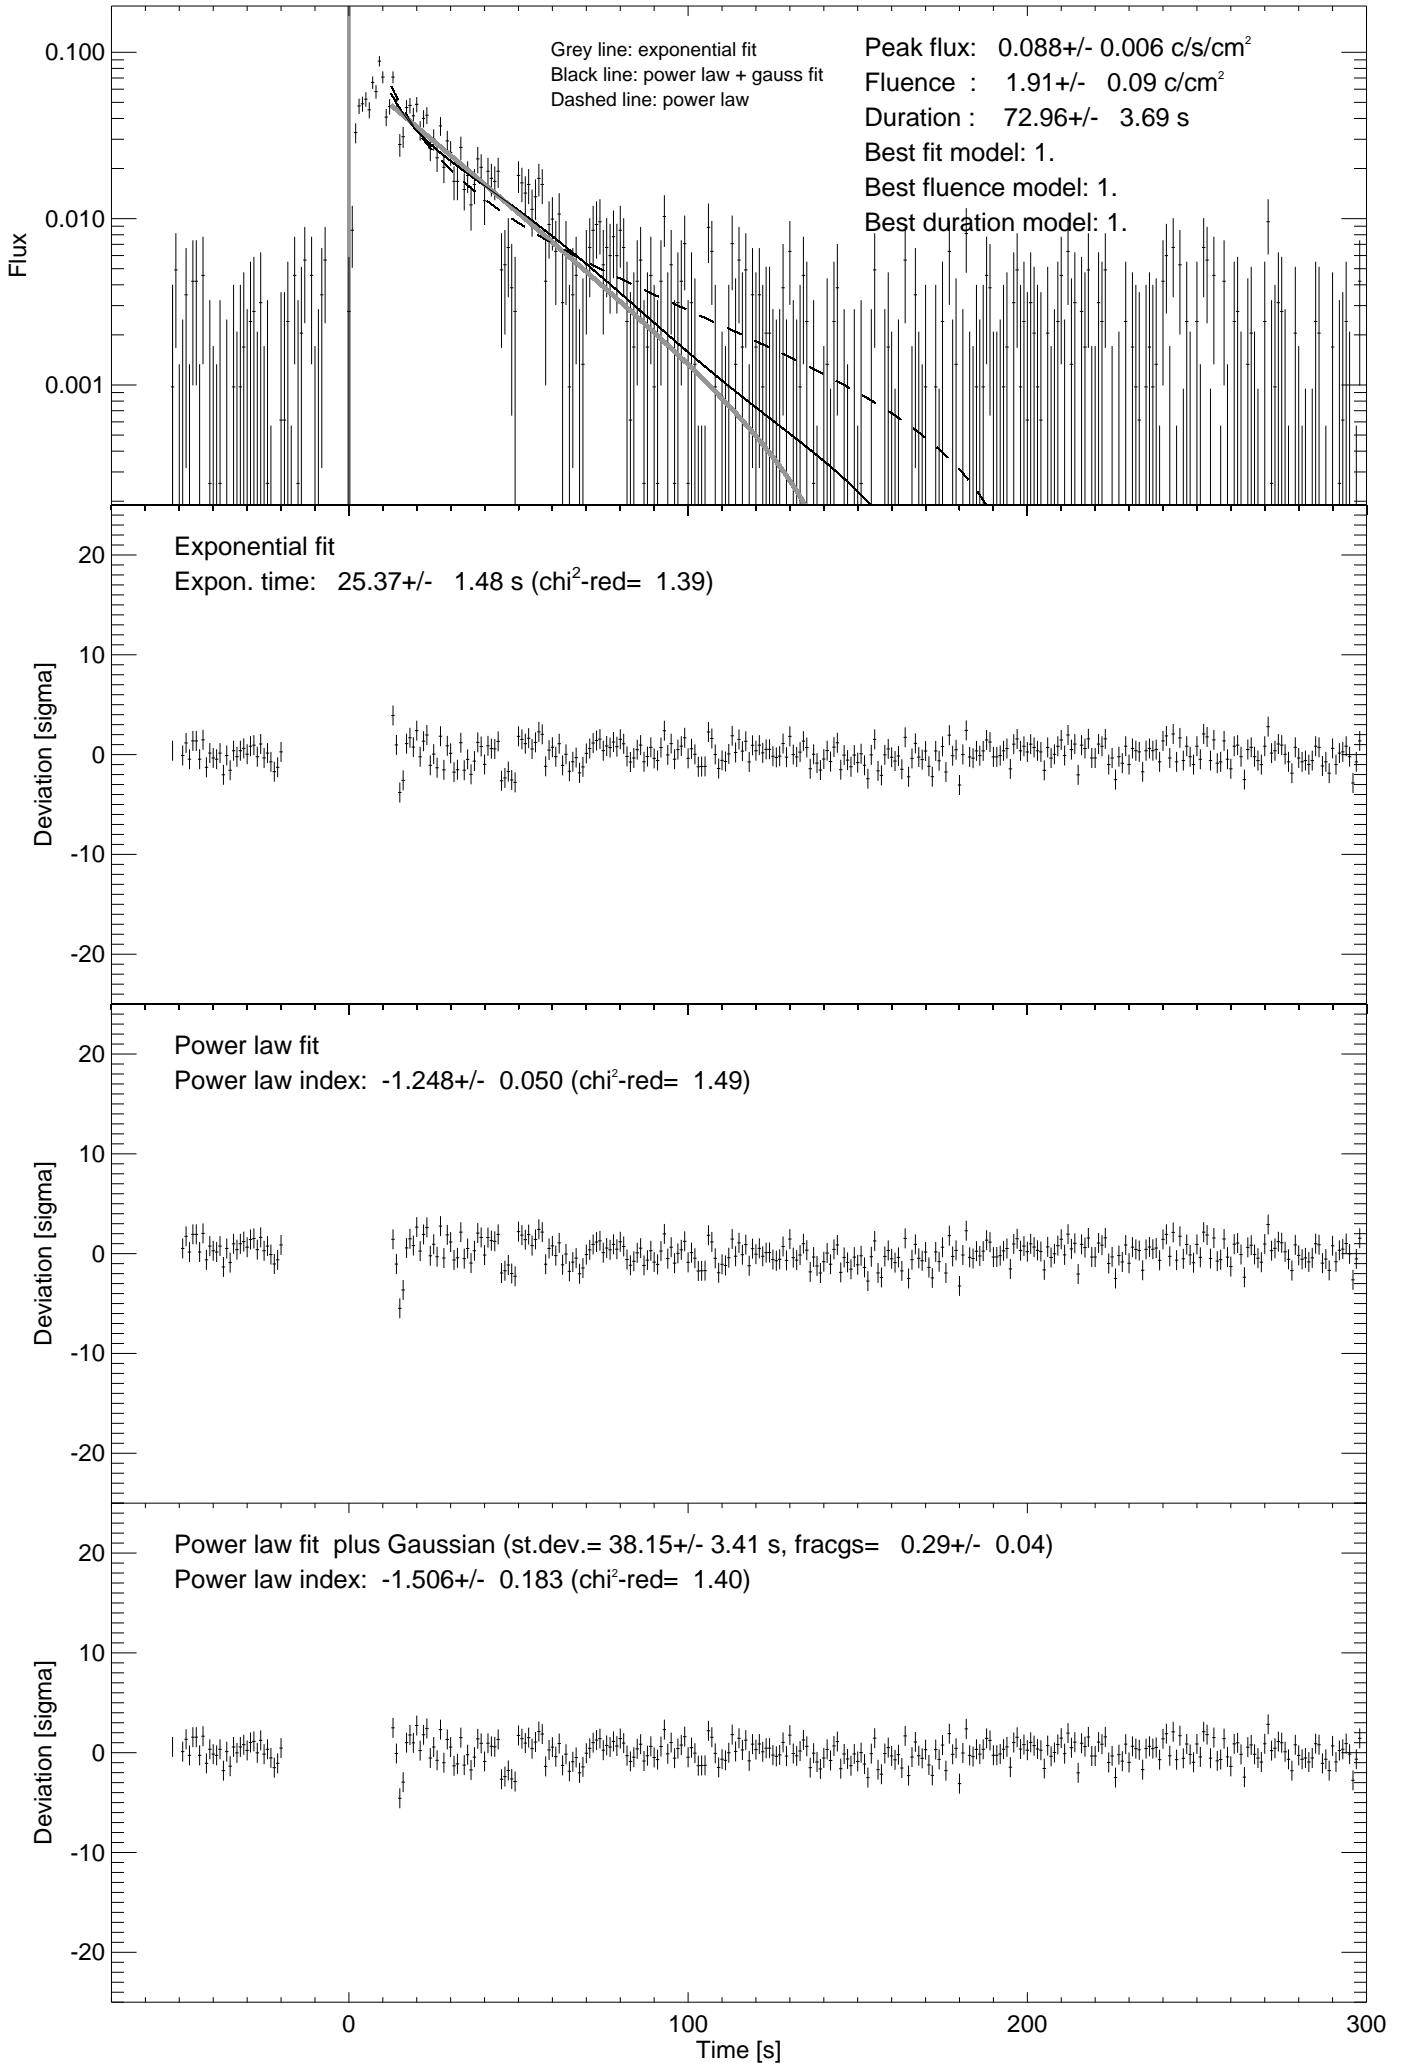 0.100
0.010
0.001
Flux
Grey line: exponential fit
Black line: power law + gauss fit
Dashed line: power law
Peak flux: 0.088+/- 0.006 c/s/cm²
Fluence : 1.91+/- 0.09 c/cm²
Duration : 72.96+/- 3.69 s
Best fit model: 1.
Best fluence model: 1.
Best duration model: 1.
Exponential fit
Expon. time: 25.37+/- 1.48 s (chi²-red= 1.39)
20
10
0
-10
-20
Deviation [sigma]
Power law fit
Power law index: -1.248+/- 0.050 (chi²-red= 1.49)
20
10
0
-10
-20
Deviation [sigma]
Power law fit plus Gaussian (st.dev.= 38.15+/- 3.41 s, fracgs= 0.29+/- 0.04)
Power law index: -1.506+/- 0.183 (chi²-red= 1.40)
20
10
0
-10
-20
Deviation [sigma]
0 100 200 300
Time [s]